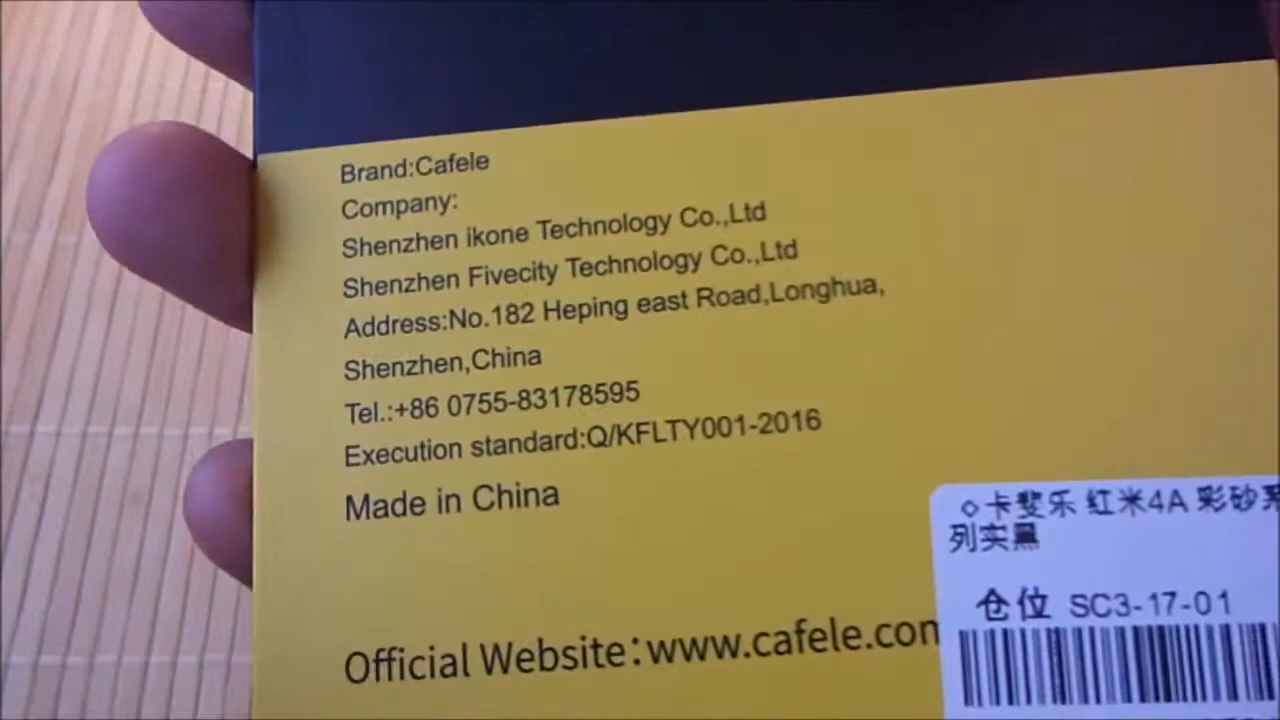 Brand:Cafele
Company:
Shenzhen ikone Technology Co.,Ltd
Shenzhen Fivecity Technology Co.,Ltd
Address:No.182 Heping east Road,Longhua,
Shenzhen,China
Tel.:+86 0755-83178595
Execution standard:Q/KFLTY001-2016
Made in China
Official Website:www.cafele.com
◇卡斐乐 红米4A 彩砂系
列实黑
仓位 SC3-17-01